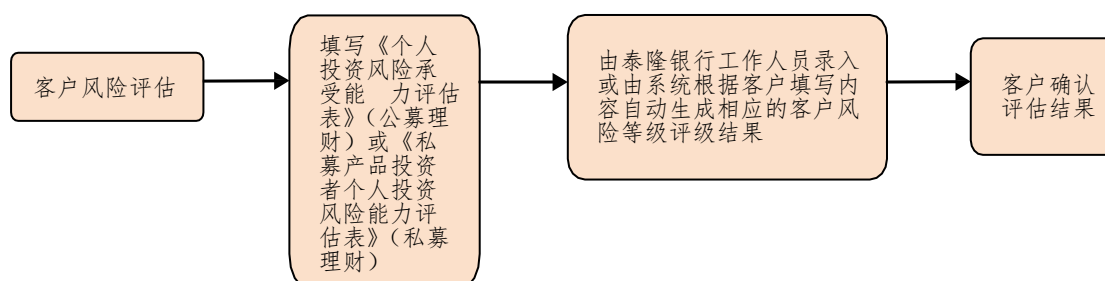 客户风险评估
填写《个人
投资风险承
受能 力评估
表》（公募理
财）或《私
募产品投资
者个人投资
风险能力评
估表》（私募
理财）
由泰隆银行工作人员录入
或由系统根据客户填写内
容自动生成相应的客户风
险等级评级结果
客户确认
评估结果